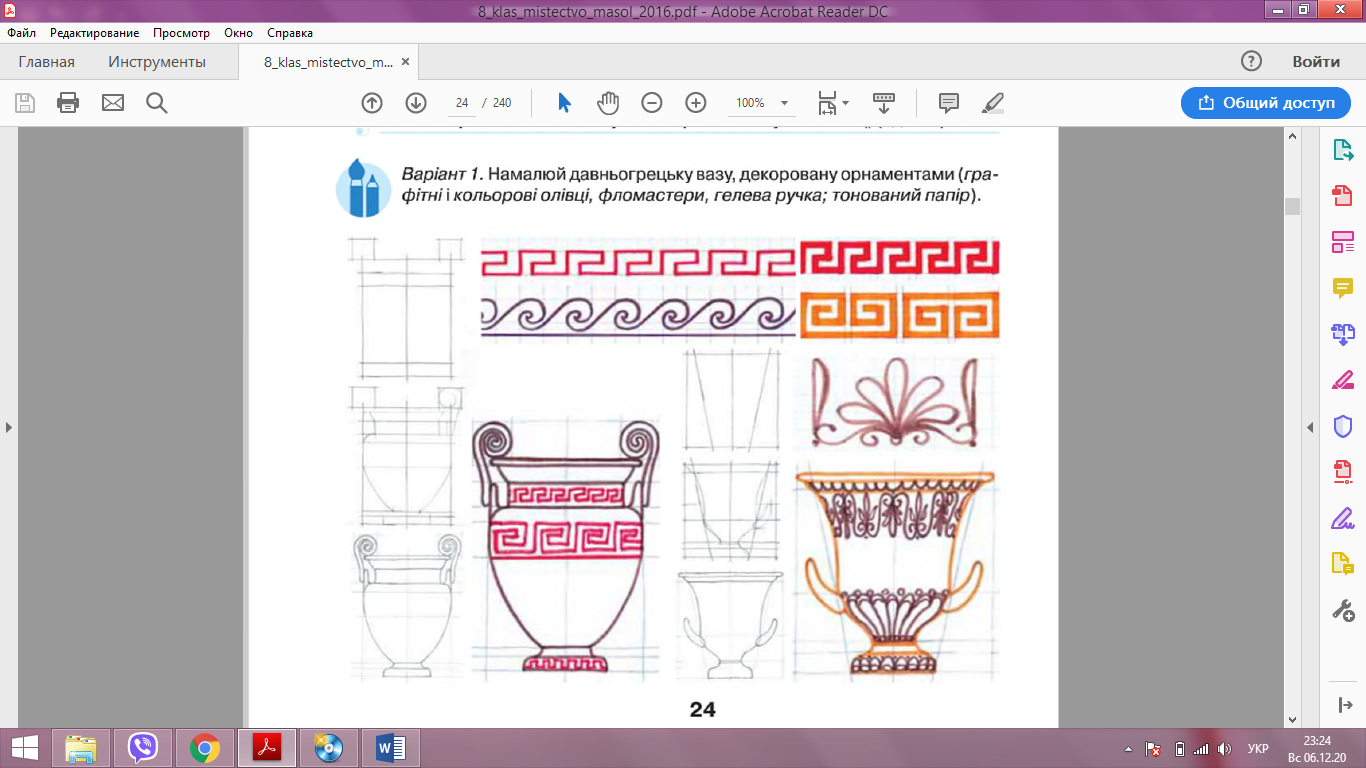 8_klas_mistectvo_masol_2016.pdf - Adobe Acrobat Reader DC
Файл Редактирование Просмотр Окно Справка
Главная Инструменты 8_klas_mistectvo_m... × Войти
24 / 240 100% Общий доступ
Варіант 1. Намалюй давньогрецьку вазу, декоровану орнаментами (гра-
фітні і кольорові олівці, фломастери, гелева ручка; тонований папір).
24
УКР
23:24
Вс 06.12.20